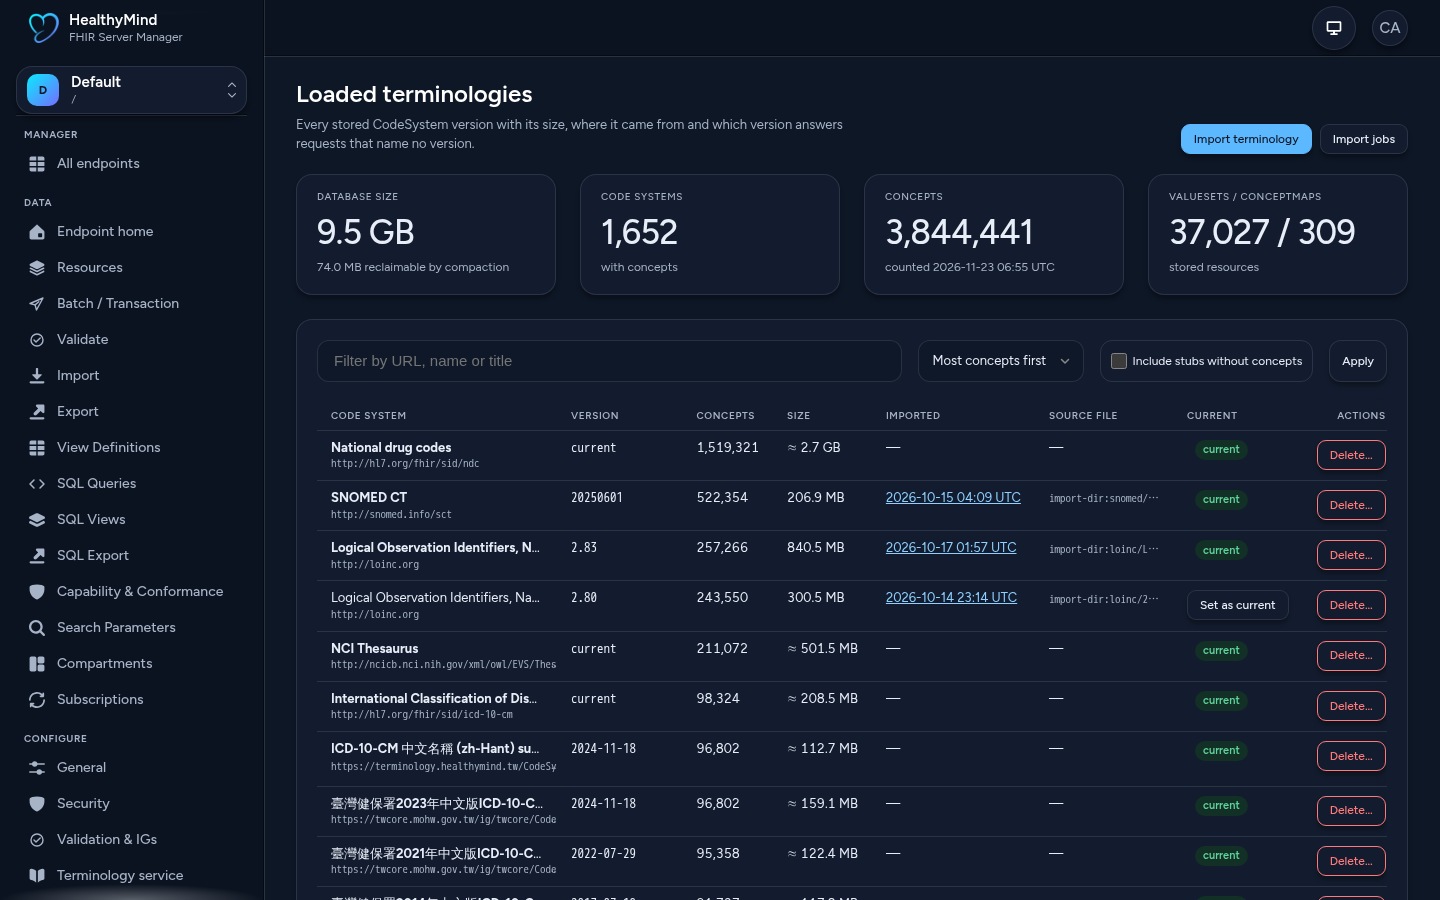 HealthyMind
FHIR Server Manager
CA
D
Default
/
MANAGER
All endpoints
DATA
Endpoint home
Resources
Batch / Transaction
Validate
Import
Export
View Definitions
SQL Queries
SQL Views
SQL Export
Capability & Conformance
Search Parameters
Compartments
Subscriptions
CONFIGURE
General
Security
Validation & IGs
Terminology service
Loaded terminologies
Every stored CodeSystem version with its size, where it came from and which version answers
requests that name no version.
Import terminology
Import jobs
DATABASE SIZE
9.5 GB
74.0 MB reclaimable by compaction
CODE SYSTEMS
1,652
with concepts
CONCEPTS
3,844,441
counted 2026-11-23 06:55 UTC
VALUESETS / CONCEPTMAPS
37,027 / 309
stored resources
Filter by URL, name or title
Most concepts first
Include stubs without concepts
Apply
CODE SYSTEM VERSION CONCEPTS SIZE IMPORTED SOURCE FILE CURRENT ACTIONS
National drug codes current 1,519,321 ≈ 2.7 GB — — current Delete…
http://hl7.org/fhir/sid/ndc
SNOMED CT 20250601 522,354 206.9 MB 2026-10-15 04:09 UTC import-dir:snomed/… current Delete…
http://snomed.info/sct
Logical Observation Identifiers, N… 2.83 257,266 840.5 MB 2026-10-17 01:57 UTC import-dir:loinc/L… current Delete…
http://loinc.org
Logical Observation Identifiers, Na… 2.80 243,550 300.5 MB 2026-10-14 23:14 UTC import-dir:loinc/2… Set as current Delete…
http://loinc.org
NCI Thesaurus current 211,072 ≈ 501.5 MB — — current Delete…
http://ncicb.nci.nih.gov/xml/owl/EVS/Thes
International Classification of Dis… current 98,324 ≈ 208.5 MB — — current Delete…
http://hl7.org/fhir/sid/icd-10-cm
ICD-10-CM 中文名稱 (zh-Hant) su… 2024-11-18 96,802 ≈ 112.7 MB — — current Delete…
https://terminology.healthymind.tw/CodeSy
臺灣健保署2023年中文版ICD-10-C… 2024-11-18 96,802 ≈ 159.1 MB — — current Delete…
https://twcore.mohw.gov.tw/ig/twcore/Code
臺灣健保署2021年中文版ICD-10-C… 2022-07-29 95,358 ≈ 122.4 MB — — current Delete…
https://twcore.mohw.gov.tw/ig/twcore/Code